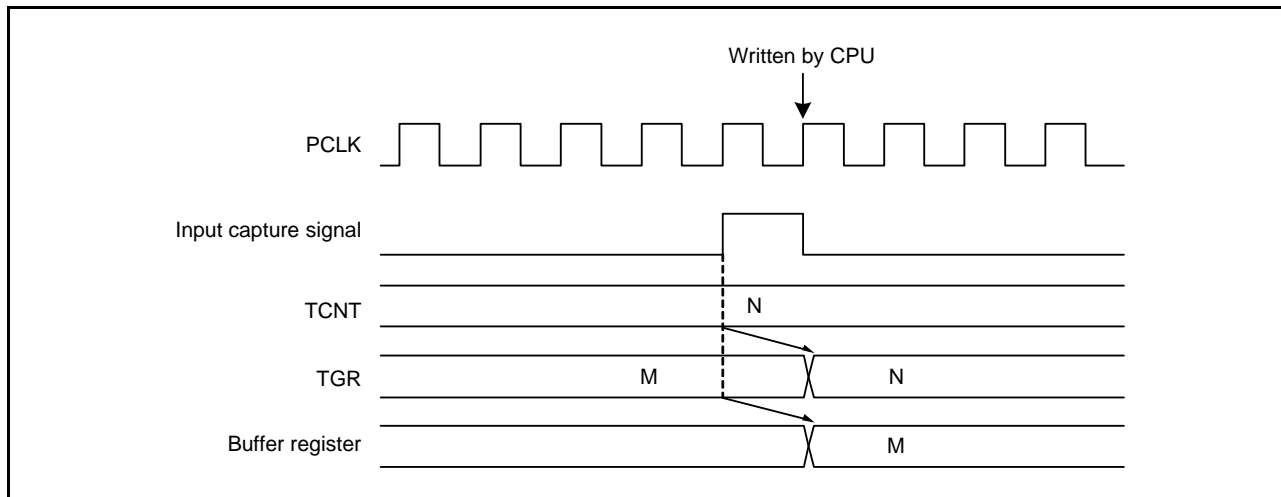 Written by CPU
PCLK
Input capture signal
TCNT
N
TGR
M
N
Buffer register
M